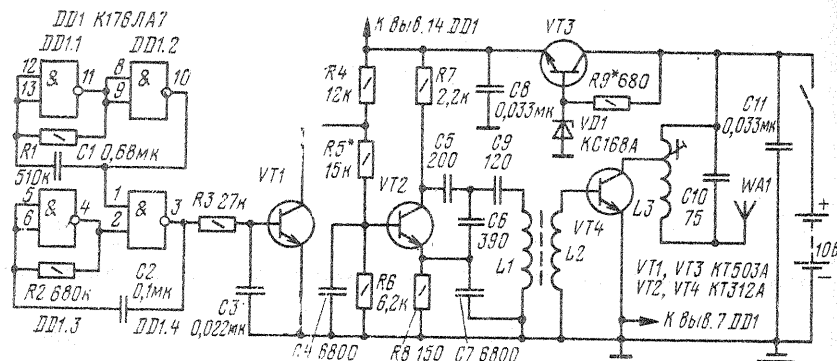 DD1 К176ЛА7
DD1.1
DD1.2
12
13
&
11
8
9
&
10
R1
510к
C1 0,68мк
5
6
&
4
1
2
&
3
R2 680к
C2
0,1мк
DD1.3
DD1.4
R3 27к
C3
0,022мк
VT1
К выв.14 DD1
R4
12к
R5*
15к
R6
6,2к
C4 6800
R7
2,2к
VT2
R8 150
C5
200
C6
390
C7 6800
C8
0,033мк
C9
120
L1
L2
VT3
R9* 680
VD1
КС168А
VT4
L3
C10
75
C11
0,033мк
WA1
+
10В
−
VT1, VT3 КТ503А
VT2, VT4 КТ312А
К выв.7 DD1